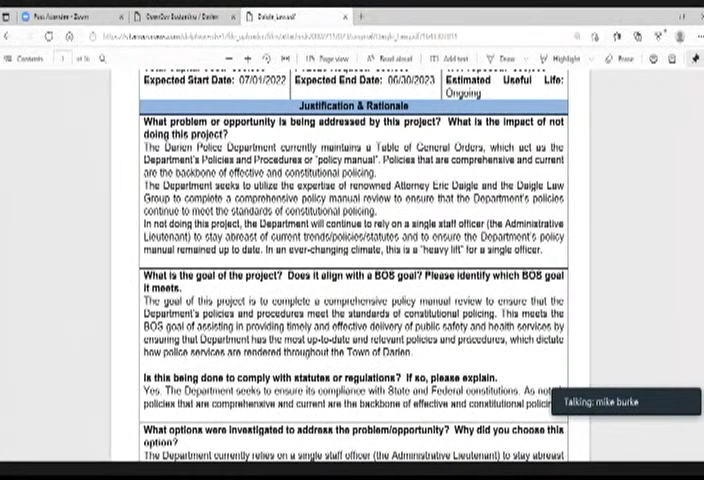 Daigle_Law.pdf
Contents
of 16
Page view
Read aloud
Add text
Draw
Highlight
Erase
Expected Start Date: 07/01/2022
Expected End Date: 06/30/2023
Estimated Useful Life:
Ongoing
Justification & Rationale
What problem or opportunity is being addressed by this project? What is the impact of not
doing this project?
The Darien Police Department currently maintains a Table of General Orders, which act as the
Department's Policies and Procedures or "policy manual". Policies that are comprehensive and current
are the backbone of effective and constitutional policing.
The Department seeks to utilize the expertise of renowned Attorney Eric Daigle and the Daigle Law
Group to complete a comprehensive policy manual review to ensure that the Department's policies
continue to meet the standards of constitutional policing.
In not doing this project, the Department will continue to rely on a single staff officer (the Administrative
Lieutenant) to stay abreast of current trends/policies/statutes and to ensure the Department's policy
manual remained up to date. In an ever-changing climate, this is a "heavy lift" for a single officer.
What is the goal of the project? Does it align with a BOS goal? Please identify which BOS goal
it meets.
The goal of this project is to complete a comprehensive policy manual review to ensure that the
Department's policies and procedures meet the standards of constitutional policing. This meets the
BOS goal of assisting in providing timely and effective delivery of public safety and health services by
ensuring that Department has the most up-to-date and relevant policies and procedures, which dictate
how police services are rendered throughout the Town of Darien.
Is this being done to comply with statutes or regulations? If so, please explain.
Yes. The Department seeks to ensure its compliance with State and Federal constitutions. As
policies that are comprehensive and current are the backbone of effective and constitutional
Talking: mike burke
What options were investigated to address the problem/opportunity? Why did you choose this
option?
The Department currently relies on a single staff officer (the Administrative Lieutenant) to stay abreast